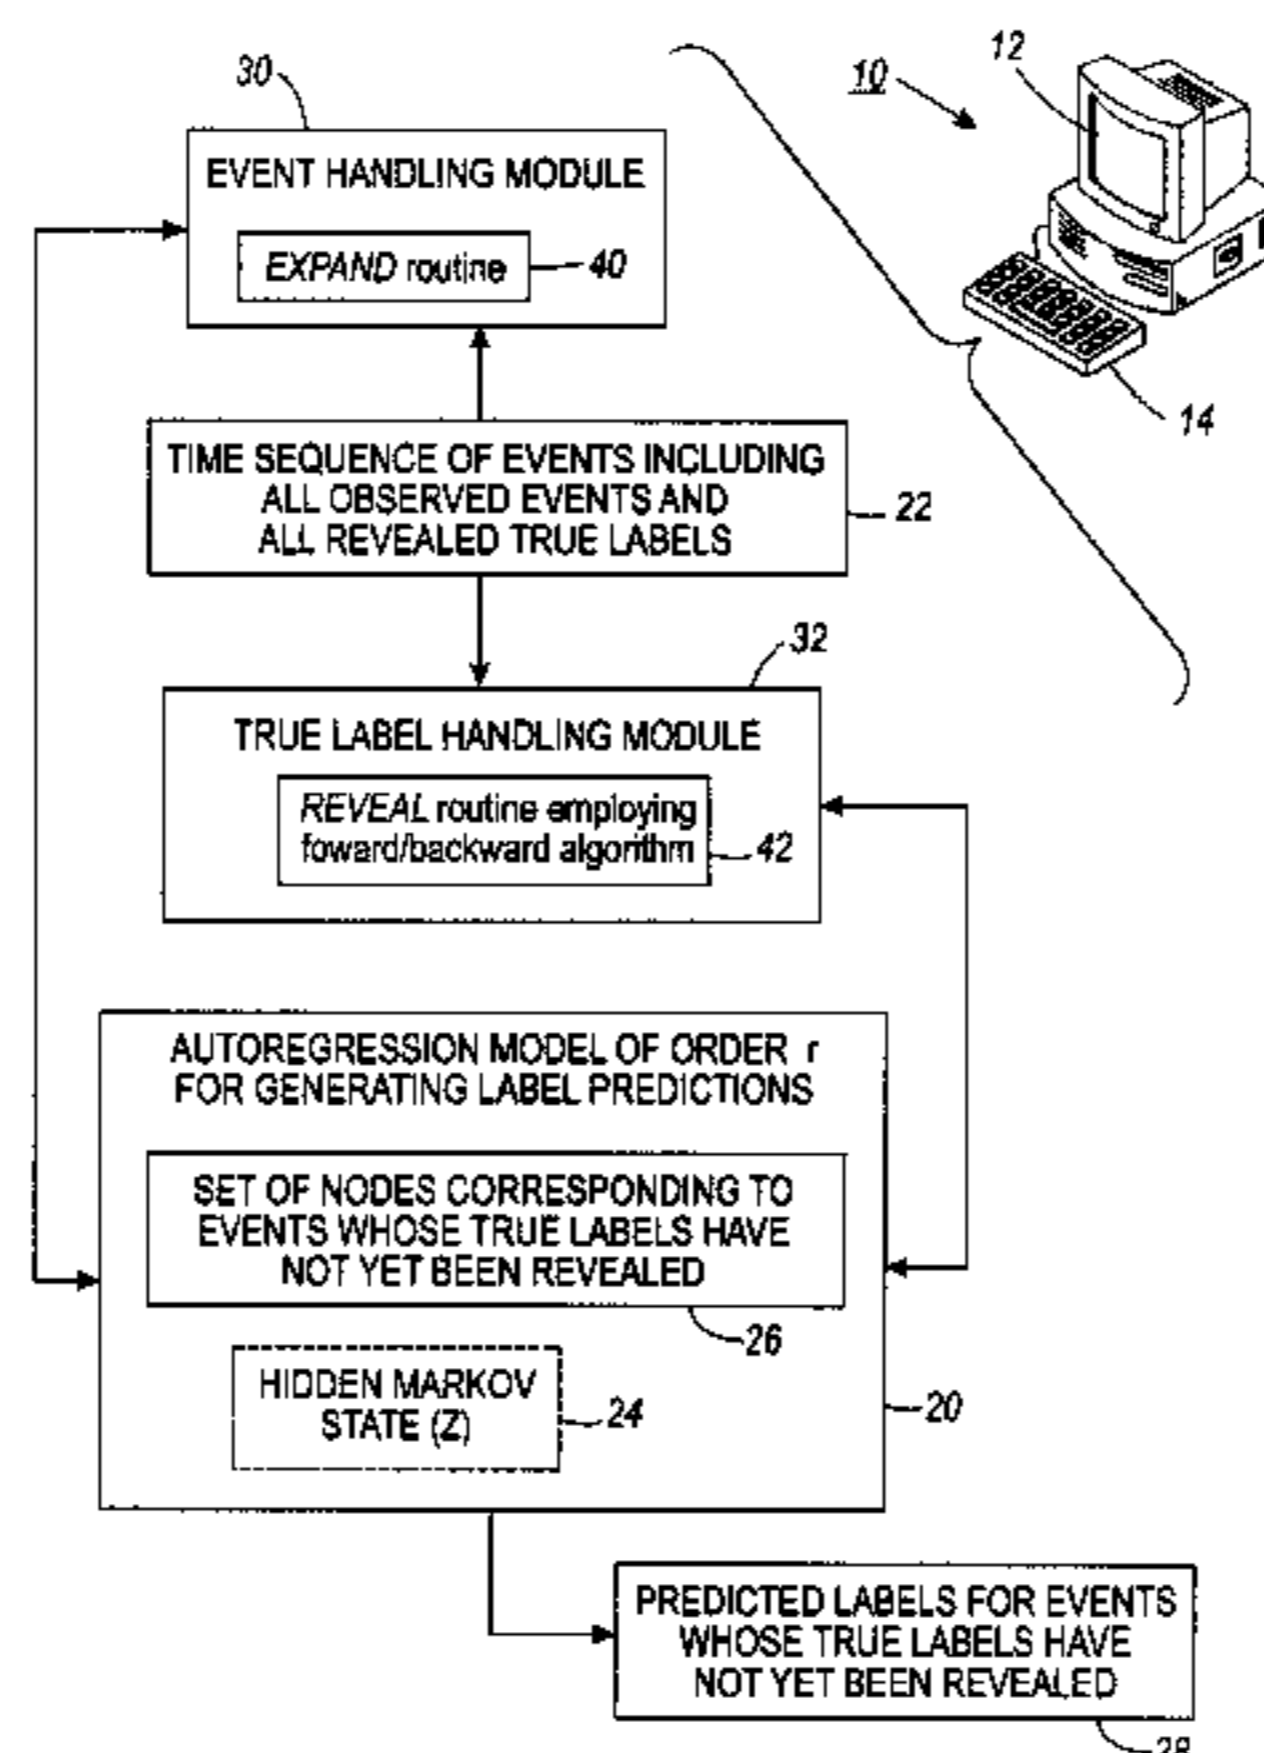 30
12
10
EVENT HANDLING MODULE
EXPAND routine
40
14
TIME SEQUENCE OF EVENTS INCLUDING
ALL OBSERVED EVENTS AND
ALL REVEALED TRUE LABELS
22
32
TRUE LABEL HANDLING MODULE
REVEAL routine employing
foward/backward algorithm
42
AUTOREGRESSION MODEL OF ORDER r
FOR GENERATING LABEL PREDICTIONS
SET OF NODES CORRESPONDING TO
EVENTS WHOSE TRUE LABELS HAVE
NOT YET BEEN REVEALED
26
HIDDEN MARKOV
STATE (Z)
24
20
PREDICTED LABELS FOR EVENTS
WHOSE TRUE LABELS HAVE
NOT YET BEEN REVEALED
28